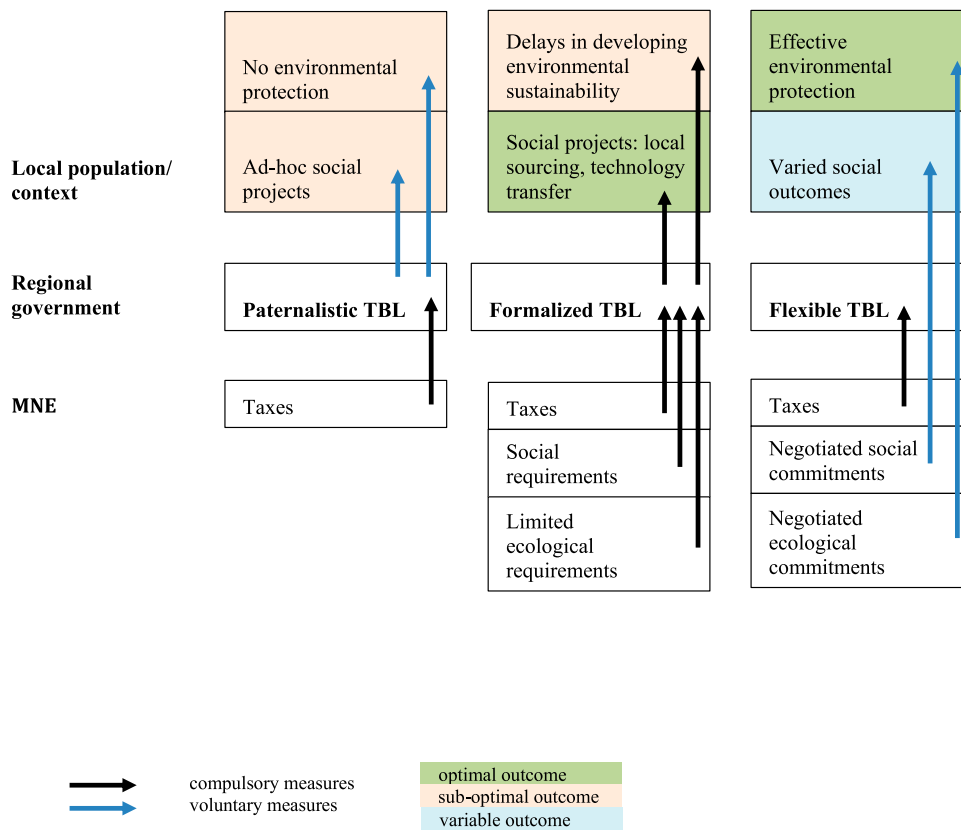 No environmental
protection
Delays in developing
environmental
sustainability
Effective
environmental
protection
Local population/
context
Ad-hoc social
projects
Social projects: local
sourcing, technology
transfer
Varied social
outcomes
Regional
government
Paternalistic TBL
Formalized TBL
Flexible TBL
MNE
Taxes
Taxes
Social
requirements
Limited
ecological
requirements
Taxes
Negotiated social
commitments
Negotiated
ecological
commitments
compulsory measures
voluntary measures
optimal outcome
sub-optimal outcome
variable outcome